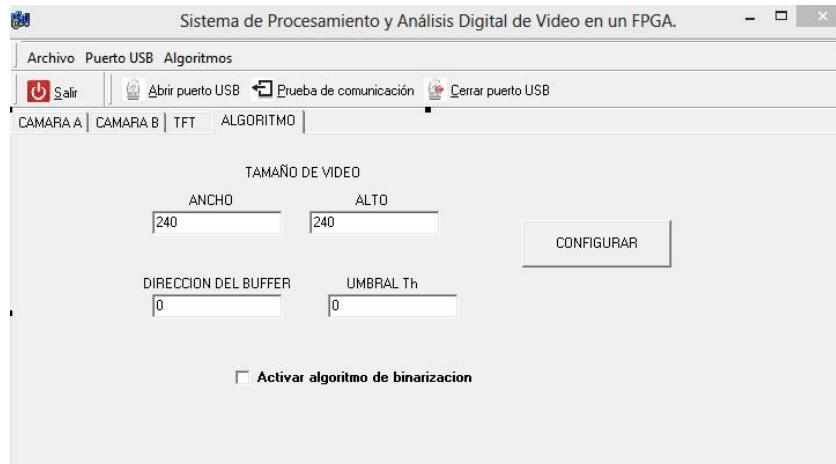 Sistema de Procesamiento y Análisis Digital de Video en un FPGA.
Archivo Puerto USB Algoritmos
Salir Abrir puerto USB Prueba de comunicación Cerrar puerto USB
CAMARA A CAMARA B TFT ALGORITMO
TAMAÑO DE VIDEO
ANCHO ALTO
240 240
CONFIGURAR
DIRECCION DEL BUFFER UMBRAL Th
0 0
Activar algoritmo de binarizacion